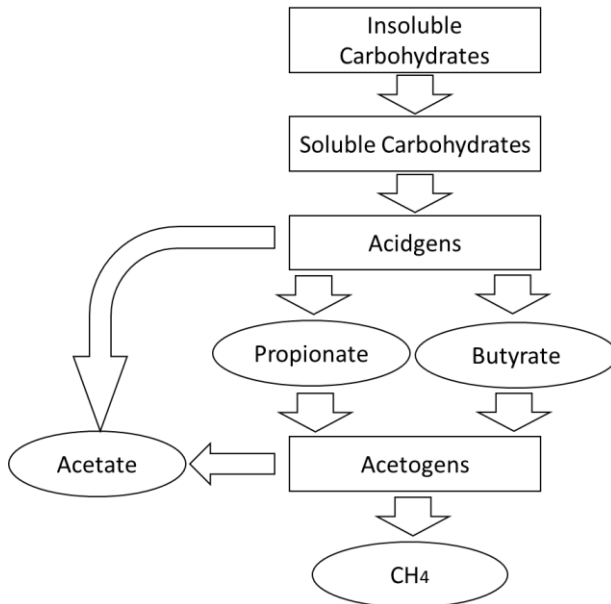 Insoluble
Carbohydrates
Soluble Carbohydrates
Acidgens
Propionate
Butyrate
Acetate
Acetogens
CH4